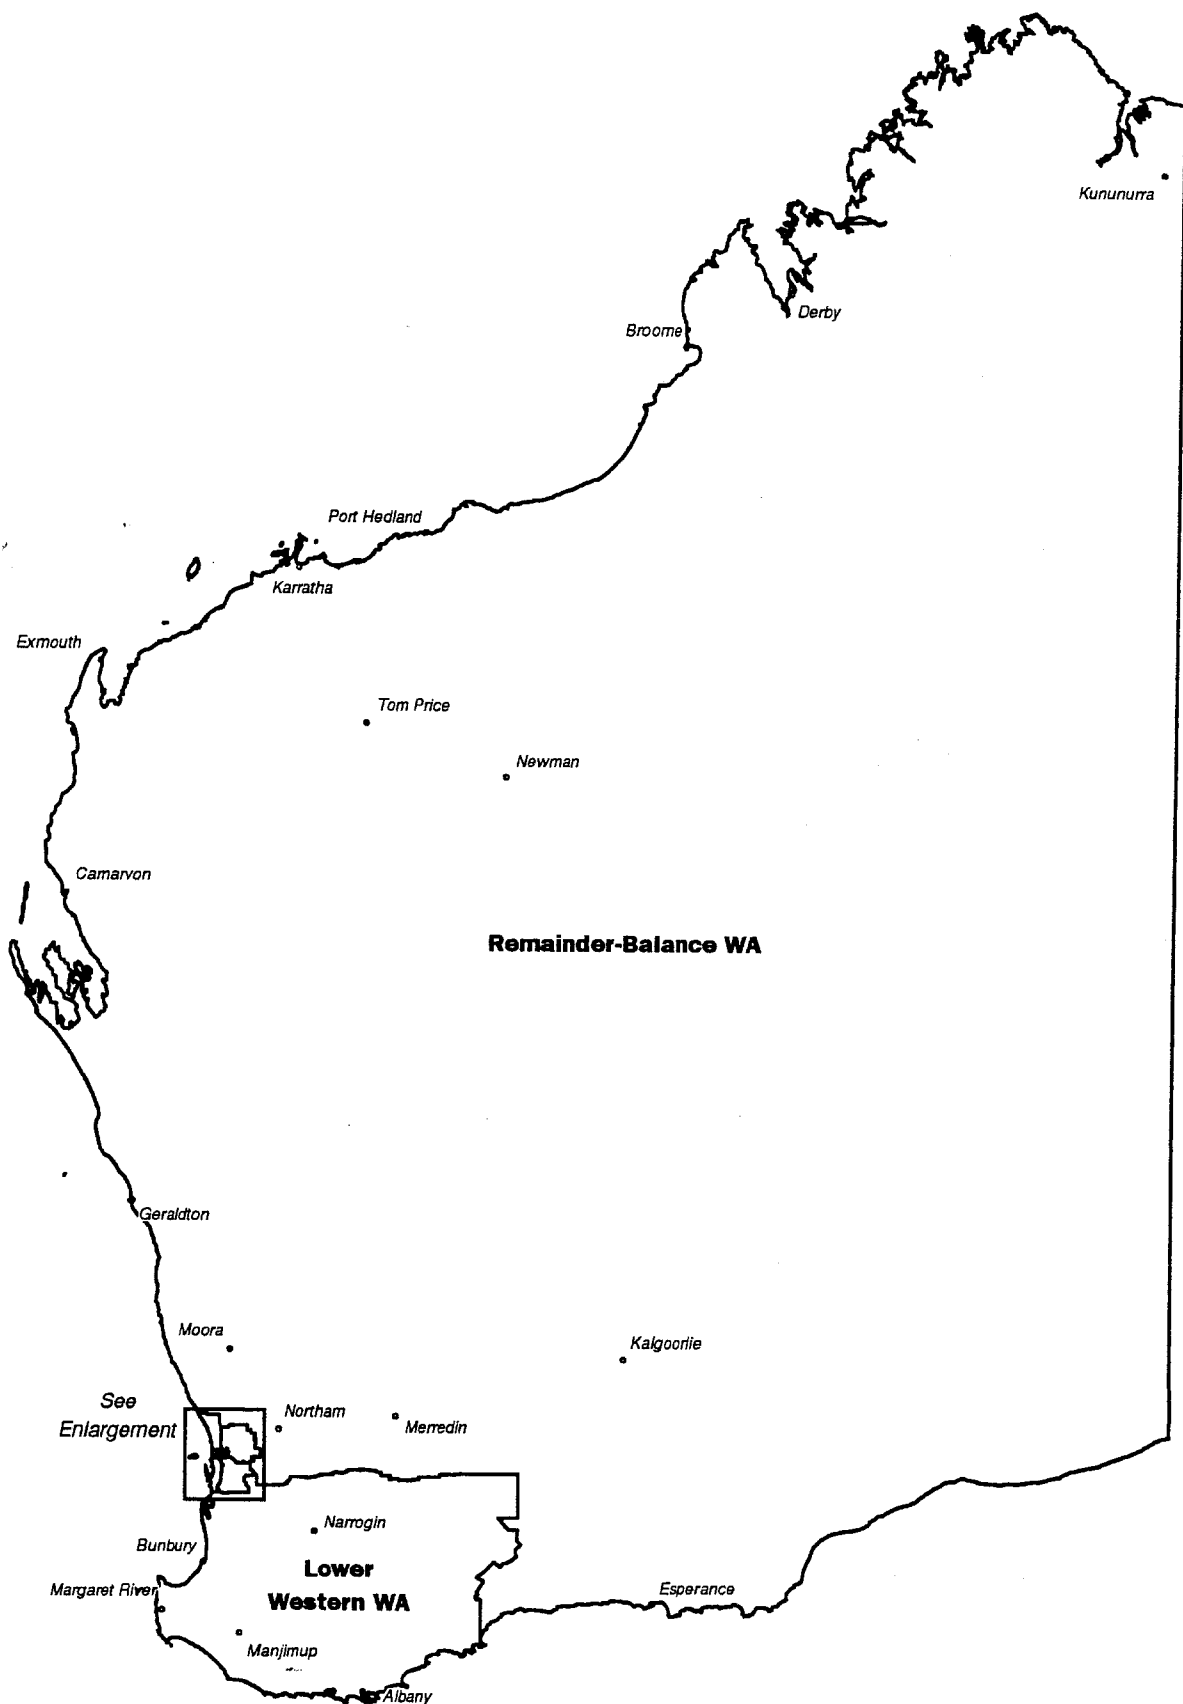 Kununurra
Derby
Broome
Port Hedland
Karratha
Exmouth
Tom Price
Newman
Carnarvon
Remainder-Balance WA
Geraldton
Moora
Kalgoorlie
See
Enlargement
Northam
Merredin
Narrogin
Bunbury
Lower
Western WA
Margaret River
Esperance
Manjimup
Albany